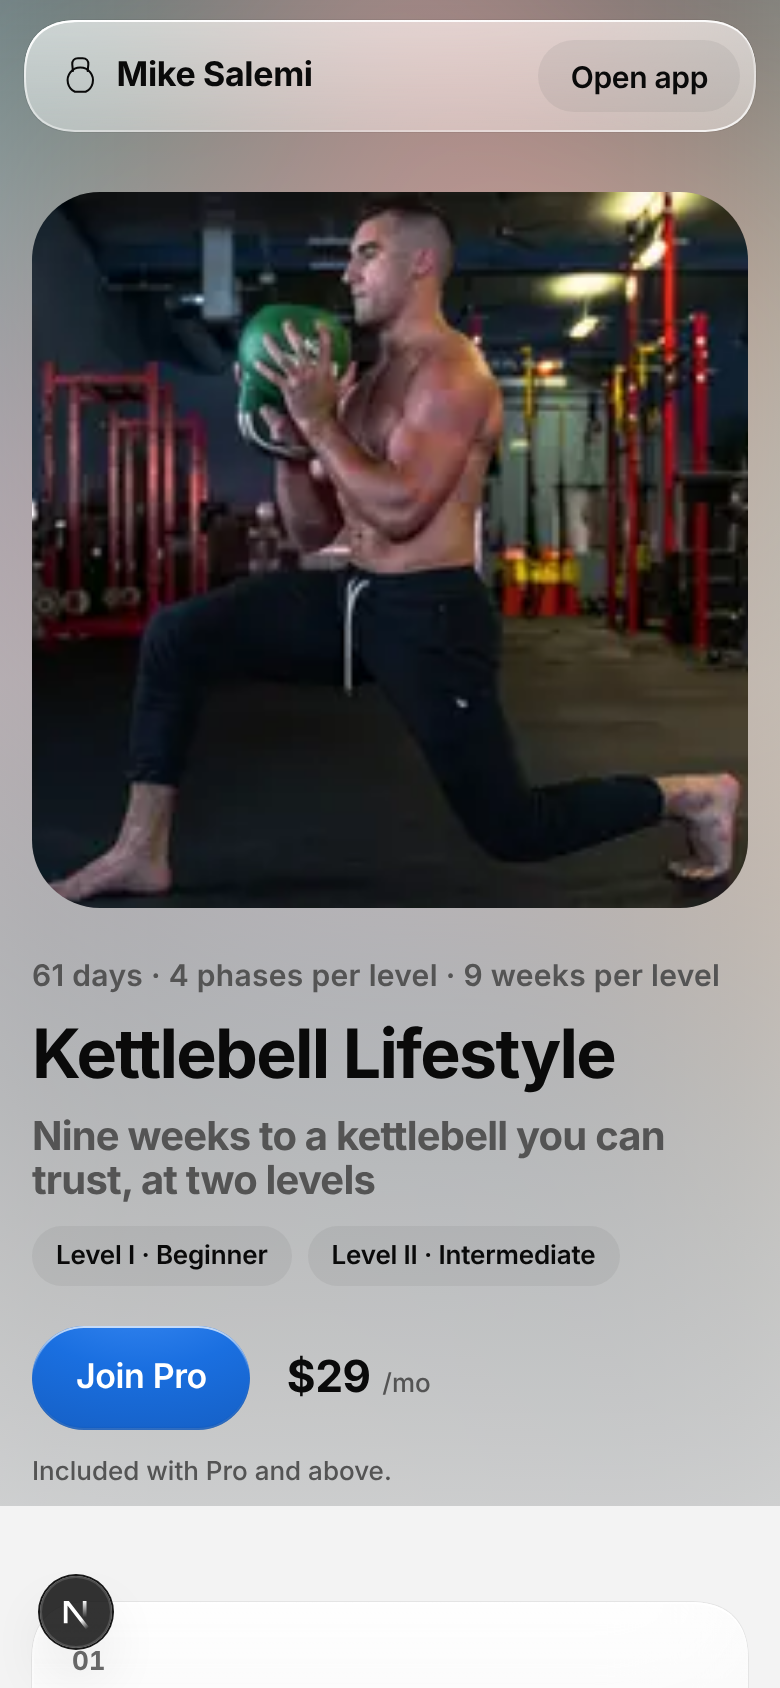 Mike Salemi
Open app
61 days · 4 phases per level · 9 weeks per level
Kettlebell Lifestyle
Nine weeks to a kettlebell you can
trust, at two levels
Level I · Beginner
Level II · Intermediate
Join Pro
$29 /mo
Included with Pro and above.
N
01